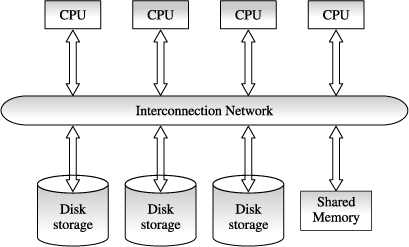 CPU
CPU
CPU
CPU
Interconnection Network
Disk
storage
Disk
storage
Disk
storage
Shared
Memory